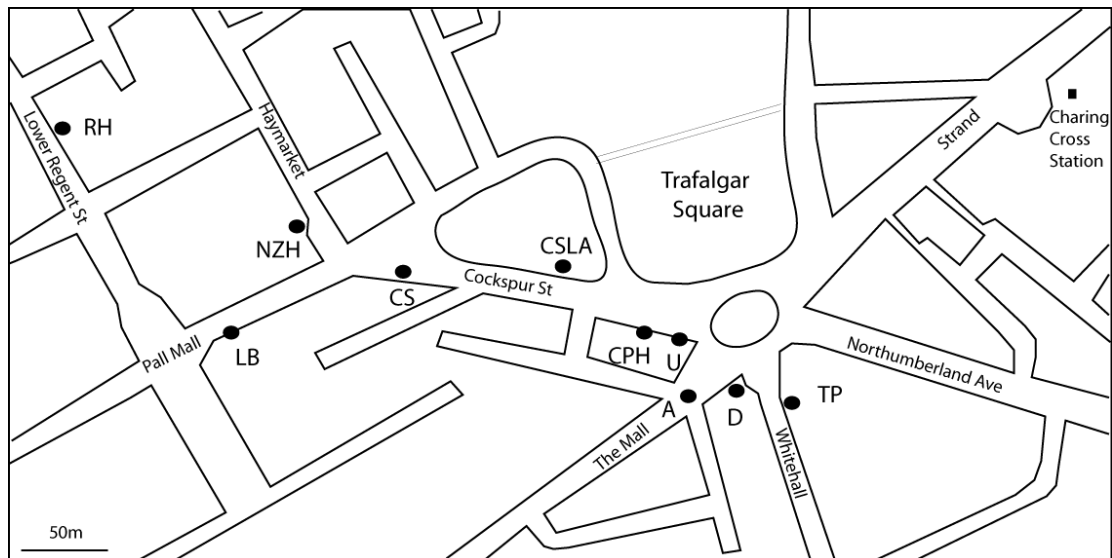 RH
Lower Regent St
Haymarket
NZH
Trafalgar
Square
Strand
Charing
Cross
Station
CSLA
CS
Cockspur St
LB
Pall Mall
CPH
U
Northumberland Ave
A
D
TP
The Mall
Whitehall
50m